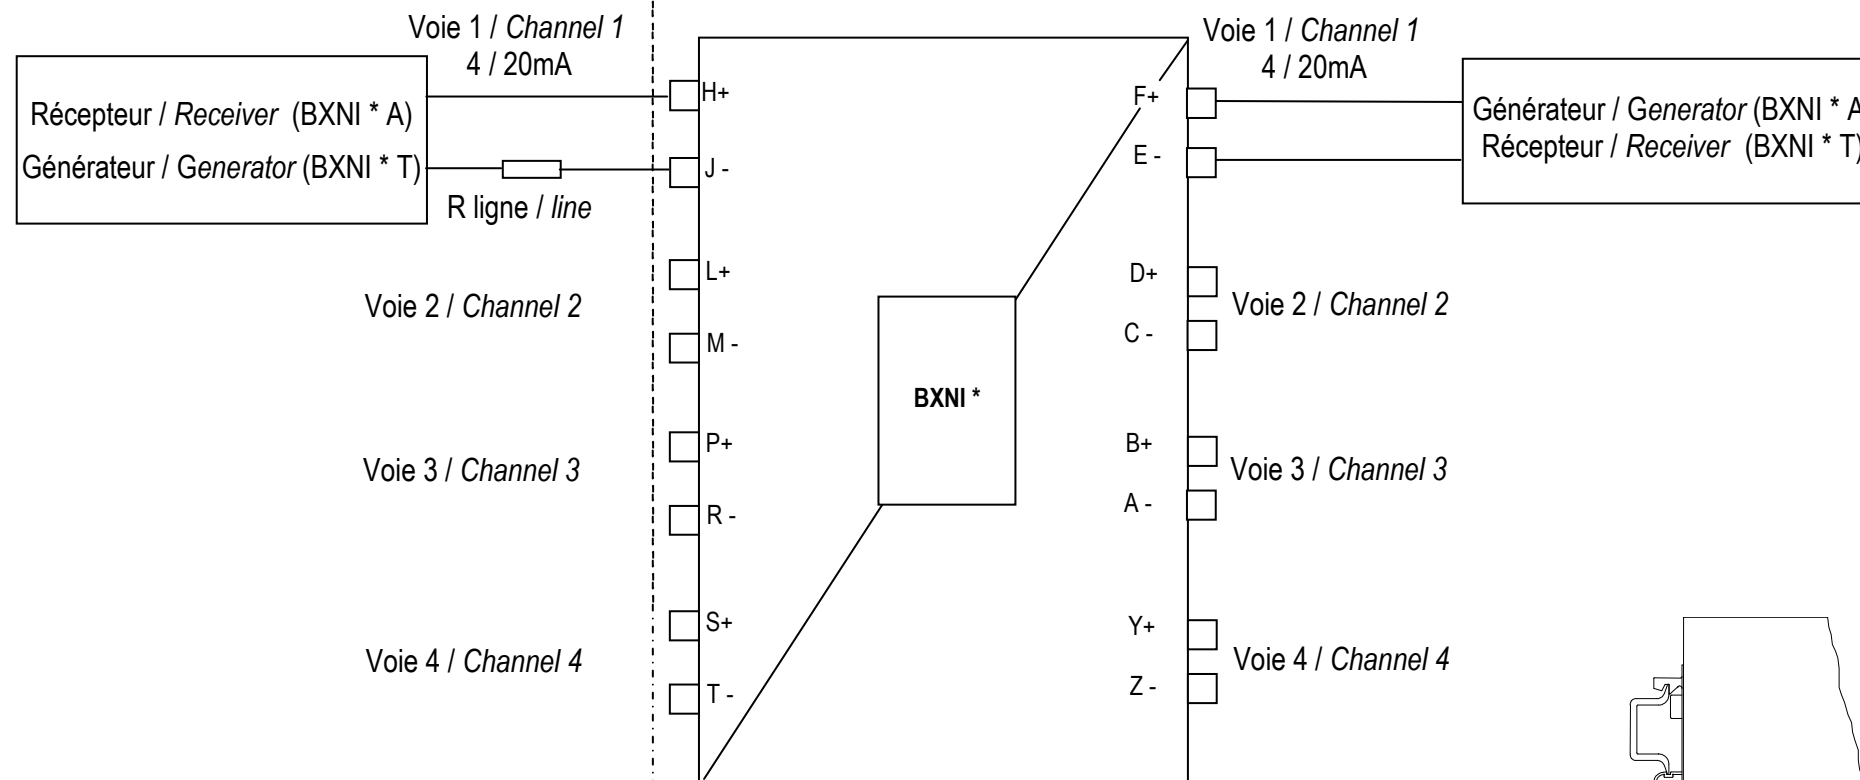 Voie 1 / Channel 1
4 / 20mA
Récepteur / Receiver (BXNI * A)
Générateur / Generator (BXNI * T)
R ligne / line
Voie 2 / Channel 2
Voie 3 / Channel 3
Voie 4 / Channel 4
H+
J -
L+
M -
P+
R -
S+
T -
BXNI *
F+
E -
D+
C -
B+
A -
Y+
Z -
Voie 1 / Channel 1
4 / 20mA
Générateur / Generator (BXNI * A
Récepteur / Receiver (BXNI * T)
Voie 2 / Channel 2
Voie 3 / Channel 3
Voie 4 / Channel 4